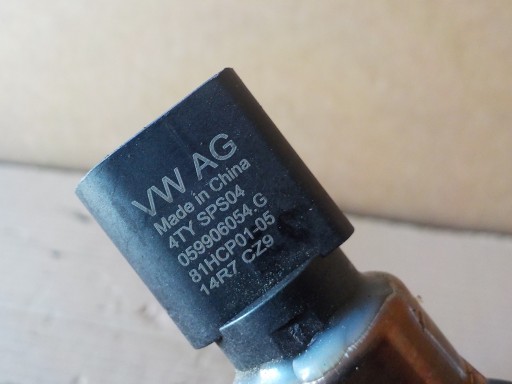 VW AG
Made in China
4TY SPS04
059906054.G
81HCP01-05
14R7 CZ9